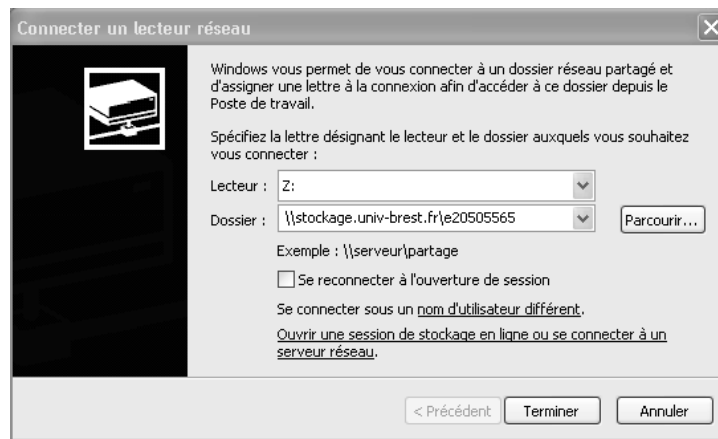 Connecter un lecteur réseau
Windows vous permet de vous connecter à un dossier réseau partagé et
d'assigner une lettre à la connexion afin d'accéder à ce dossier depuis le
Poste de travail.
Spécifiez la lettre désignant le lecteur et le dossier auxquels vous souhaitez
vous connecter :
Lecteur : Z:
Dossier : \\stockage.univ-brest.fr\e20505565 Parcourir...
Exemple : \\serveur\partage
Se reconnecter à l'ouverture de session
Se connecter sous un nom d'utilisateur différent.
Ouvrir une session de stockage en ligne ou se connecter à un
serveur réseau.
< Précédent Terminer Annuler